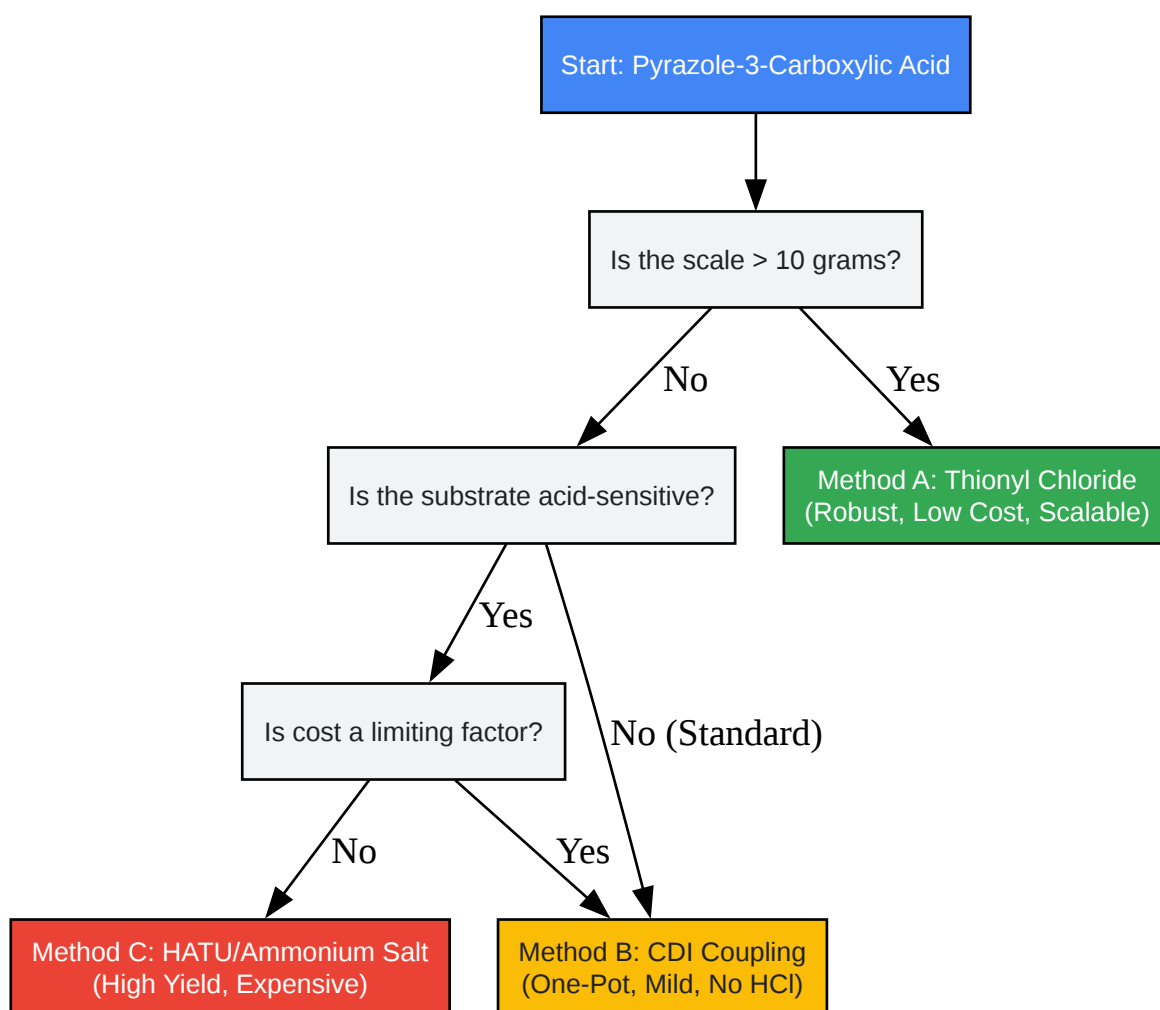 Start: Pyrazole-3-Carboxylic Acid
Is the scale > 10 grams?
No
Yes
Is the substrate acid-sensitive?
Method A: Thionyl Chloride
(Robust, Low Cost, Scalable)
Yes
Is cost a limiting factor?
No (Standard)
No
Yes
Method C: HATU/Ammonium Salt
(High Yield, Expensive)
Method B: CDI Coupling
(One-Pot, Mild, No HCl)